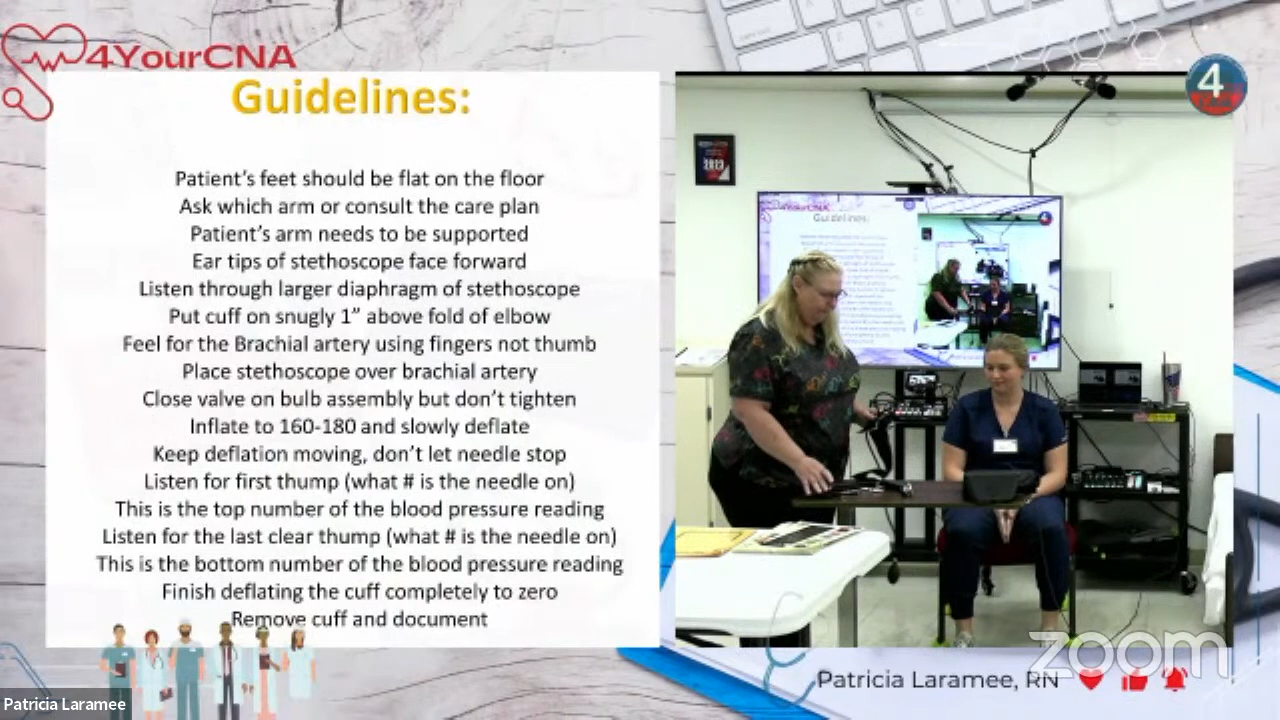 4YourCNA
Guidelines:
Patient's feet should be flat on the floor
Ask which arm or consult the care plan
Patient's arm needs to be supported
Ear tips of stethoscope face forward
Listen through larger diaphragm of stethoscope
Put cuff on snugly 1” above fold of elbow
Feel for the Brachial artery using fingers not thumb
Place stethoscope over brachial artery
Close valve on bulb assembly but don't tighten
Inflate to 160-180 and slowly deflate
Keep deflation moving, don't let needle stop
Listen for first thump (what # is the needle on)
This is the top number of the blood pressure reading
Listen for the last clear thump (what # is the needle on)
This is the bottom number of the blood pressure reading
Finish deflating the cuff completely to zero
Remove cuff and document
Patricia Laramee
4
2023
Guidelines:
zoom
Patricia Laramee, RN